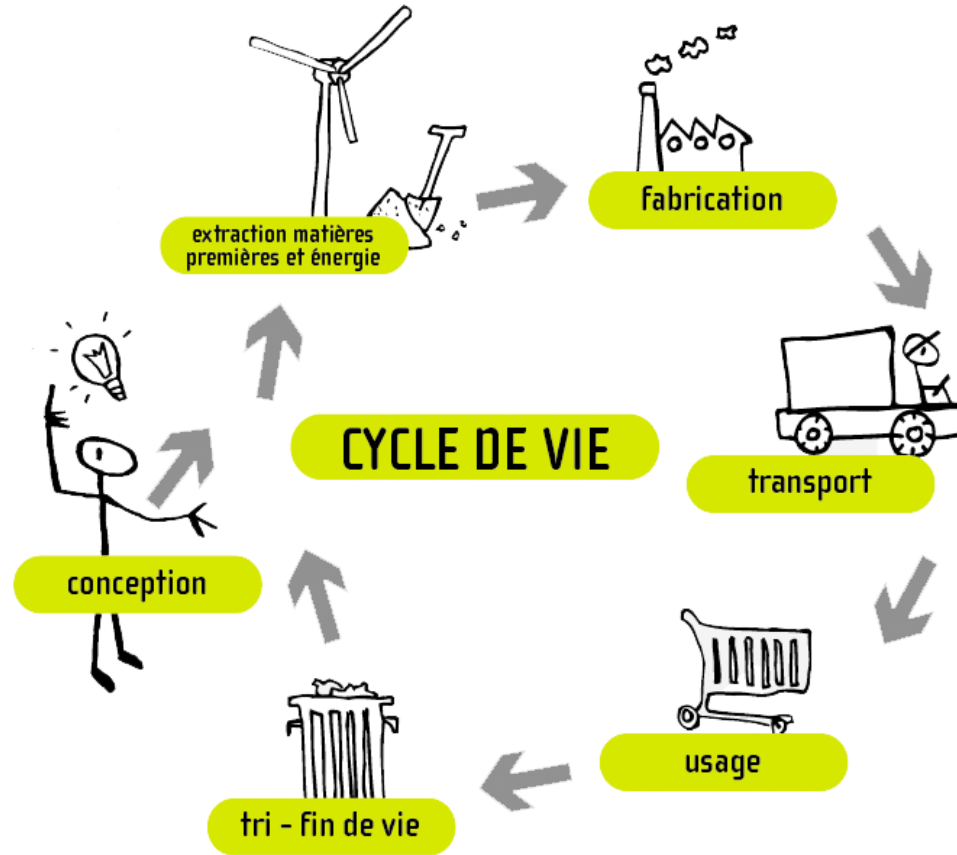 extraction matières
premières et énergie
fabrication
CYCLE DE VIE
transport
conception
usage
tri - fin de vie